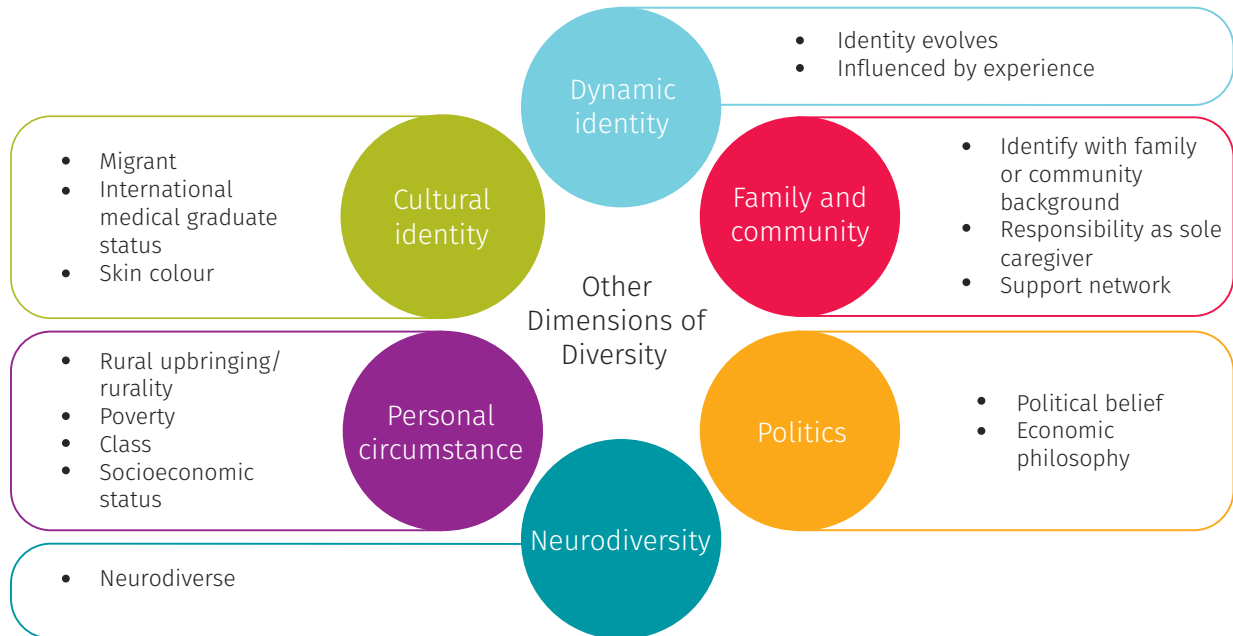 Dynamic
identity
• Identity evolves
• Influenced by experience
Cultural
identity
• Migrant
• International
medical graduate
status
• Skin colour
Family and
community
• Identify with family
or community
background
• Responsibility as sole
caregiver
• Support network
Other
Dimensions of
Diversity
Personal
circumstance
• Rural upbringing/
rurality
• Poverty
• Class
• Socioeconomic
status
Politics
• Political belief
• Economic
philosophy
Neurodiversity
• Neurodiverse